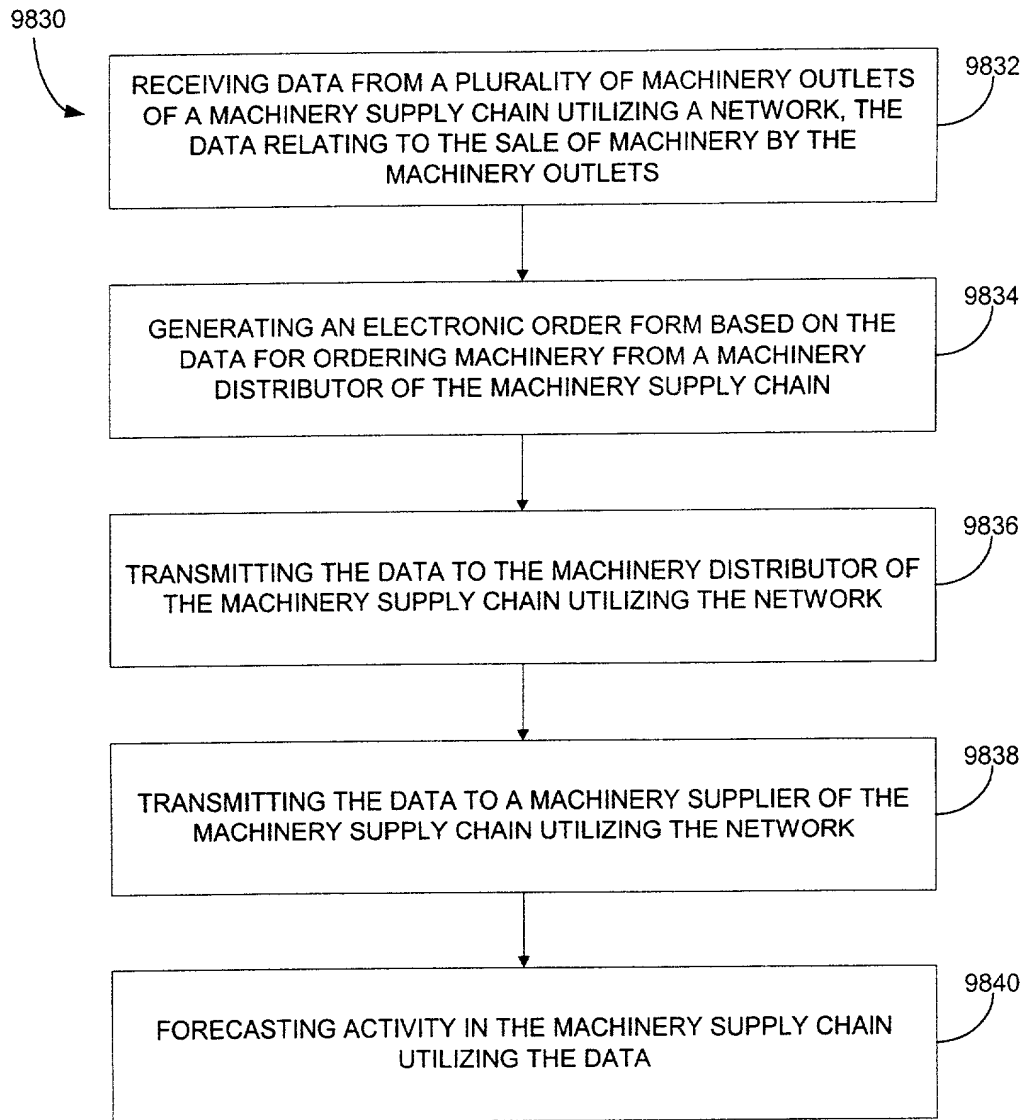 9830
RECEIVING DATA FROM A PLURALITY OF MACHINERY OUTLETS
OF A MACHINERY SUPPLY CHAIN UTILIZING A NETWORK, THE
DATA RELATING TO THE SALE OF MACHINERY BY THE
MACHINERY OUTLETS
9832
GENERATING AN ELECTRONIC ORDER FORM BASED ON THE
DATA FOR ORDERING MACHINERY FROM A MACHINERY
DISTRIBUTOR OF THE MACHINERY SUPPLY CHAIN
9834
TRANSMITTING THE DATA TO THE MACHINERY DISTRIBUTOR OF
THE MACHINERY SUPPLY CHAIN UTILIZING THE NETWORK
9836
TRANSMITTING THE DATA TO A MACHINERY SUPPLIER OF THE
MACHINERY SUPPLY CHAIN UTILIZING THE NETWORK
9838
FORECASTING ACTIVITY IN THE MACHINERY SUPPLY CHAIN
UTILIZING THE DATA
9840